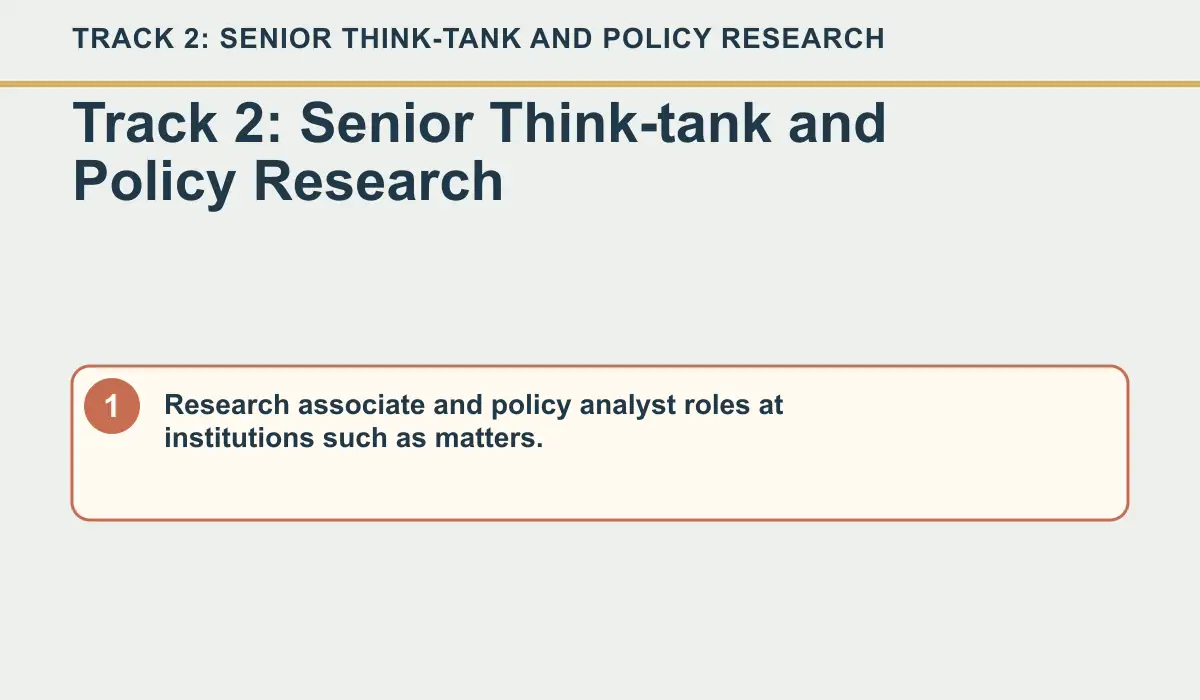 TRACK 2: SENIOR THINK-TANK AND POLICY RESEARCH
Track 2: Senior Think-tank and
Policy Research
1
Research associate and policy analyst roles at
institutions such as matters.